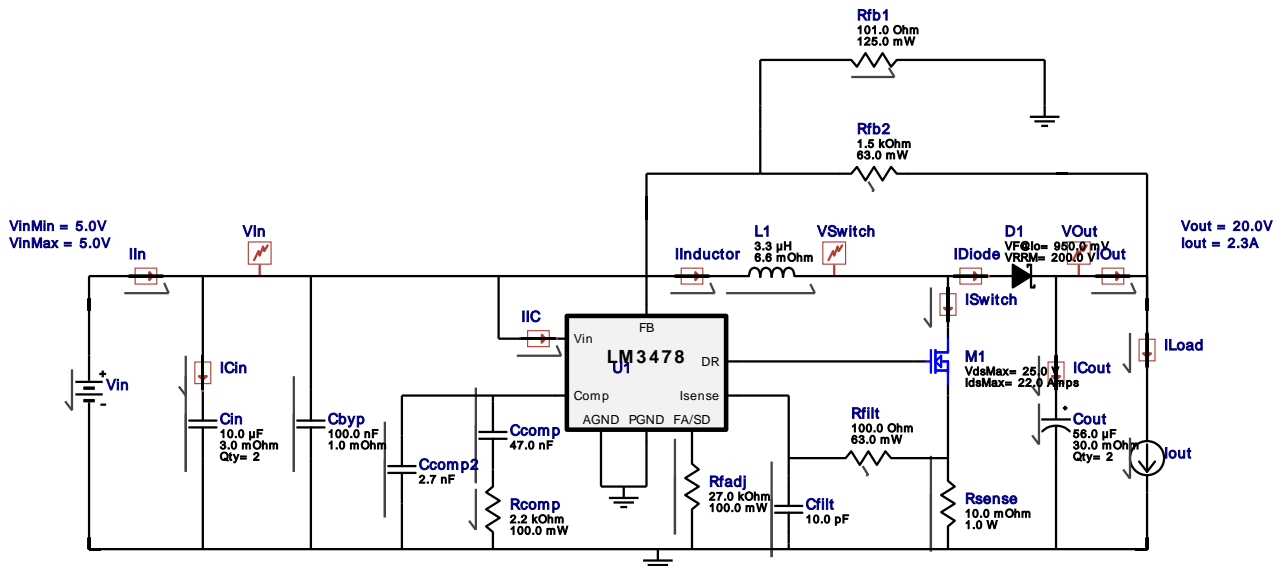 Rfb1
101.0 Ohm
125.0 mW
Rfb2
1.5 kOhm
63.0 mW
VinMin = 5.0V
VinMax = 5.0V
Vout = 20.0V
Iout = 2.3A
IIn
VIn
IInductor
L1
3.3 µH
6.6 mOhm
VSwitch
IDiode
D1
VF@Io= 950.0 mV
VRRM= 200.0 V
VOut
IOut
ISwitch
IIC
Vin
FB
LM3478
U1
DR
Comp
Isense
AGND PGND FA/SD
M1
VdsMax= 25.0 V
IdsMax= 22.0 Amps
ILoad
ICout
Vin
+
-
ICin
Cin
10.0 µF
3.0 mOhm
Qty= 2
Cbyp
100.0 nF
1.0 mOhm
Ccomp
47.0 nF
Ccomp2
2.7 nF
Rcomp
2.2 kOhm
100.0 mW
Rfadj
27.0 kOhm
100.0 mW
Rfilt
100.0 Ohm
63.0 mW
Cfilt
10.0 pF
Rsense
10.0 mOhm
1.0 W
+
Cout
56.0 µF
30.0 mOhm
Qty= 2
Iout